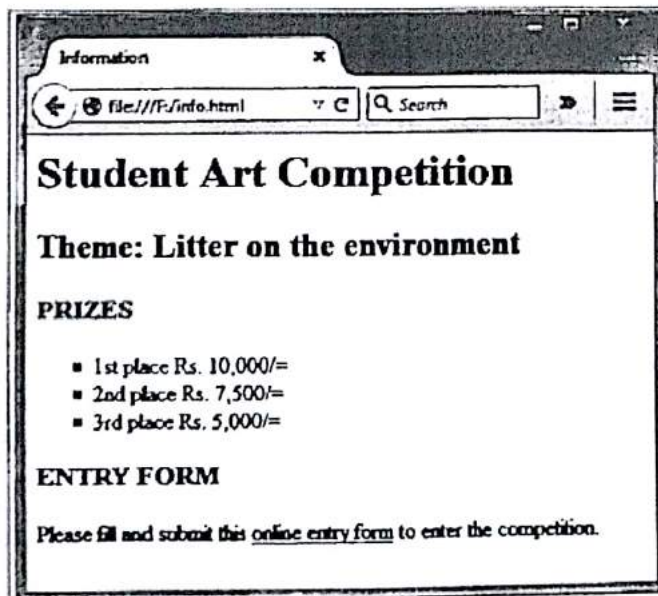 Information
file:///F:/info.html
Search
Student Art Competition
Theme: Litter on the environment
PRIZES
1st place Rs. 10,000/=
2nd place Rs. 7,500/=
3rd place Rs. 5,000/=
ENTRY FORM
Please fill and submit this online entry form to enter the competition.